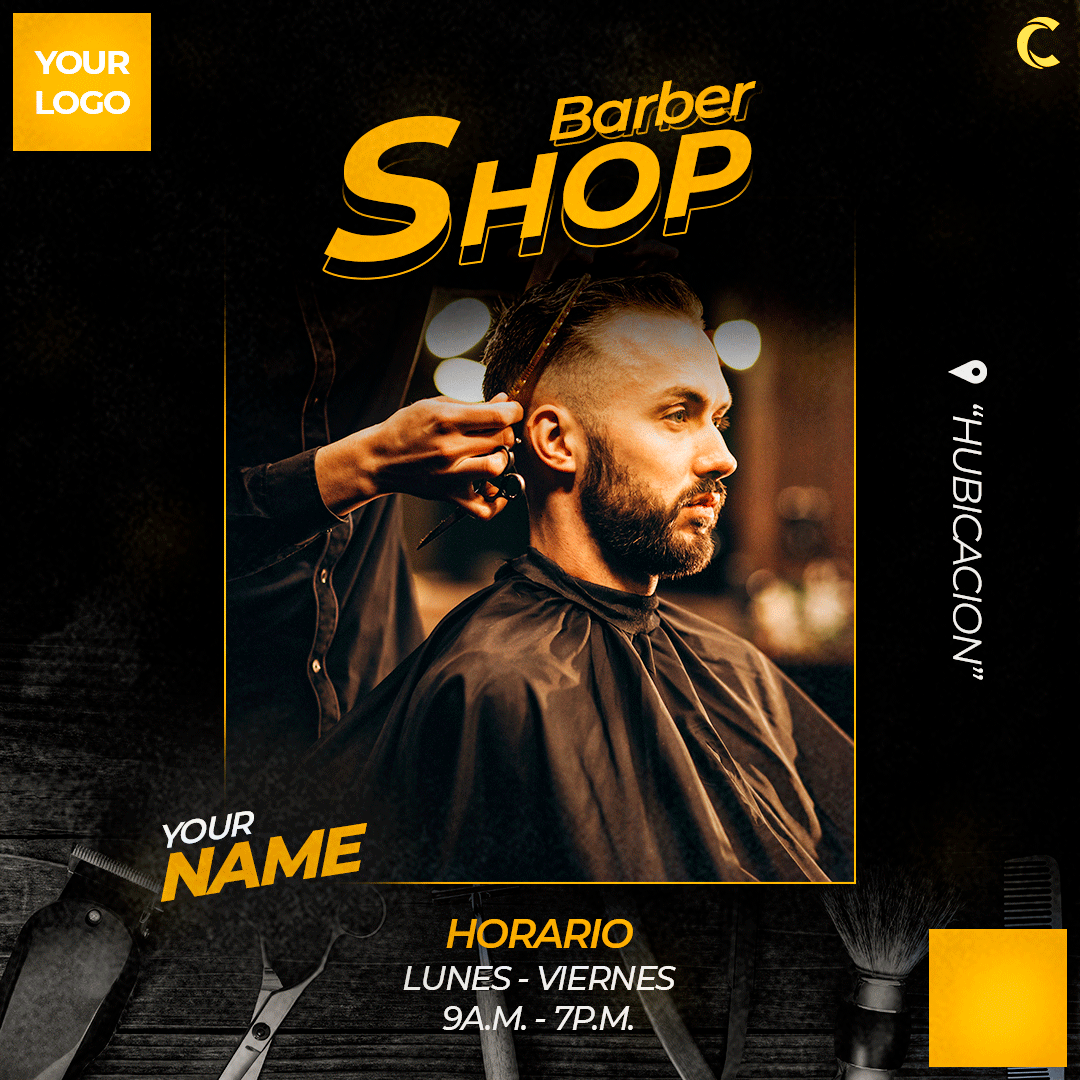 YOUR
LOGO
C
Barber
SHOP
“HUBICACION”
YOUR
NAME
HORARIO
LUNES - VIERNES
9A.M. - 7P.M.